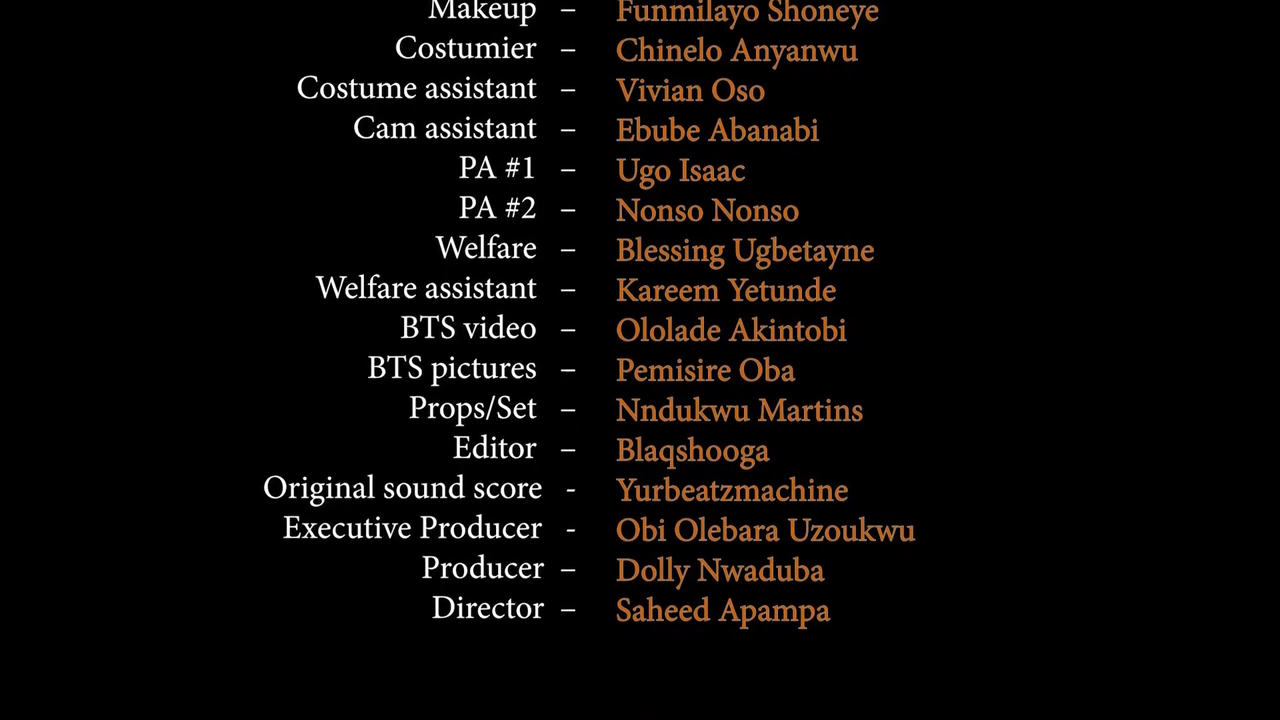 Makeup – Funmilayo Shoneye
Costumier – Chinelo Anyanwu
Costume assistant – Vivian Oso
Cam assistant – Ebube Abanabi
PA #1 – Ugo Isaac
PA #2 – Nonso Nonso
Welfare – Blessing Ugbetayne
Welfare assistant – Kareem Yetunde
BTS video – Ololade Akintobi
BTS pictures – Pemisire Oba
Props/Set – Nndukwu Martins
Editor – Blaqshooga
Original sound score - Yurbeatzmachine
Executive Producer - Obi Olebara Uzoukwu
Producer – Dolly Nwaduba
Director – Saheed Apampa